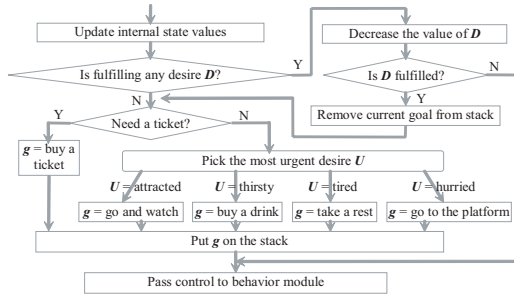 Update internal state values
Decrease the value of D
Is fulfilling any desire D?
Y
Is D fulfilled?
N
N
Y
Y
Need a ticket?
N
Remove current goal from stack
g = buy a
ticket
Pick the most urgent desire U
U = attracted
U = thirsty
U = tired
U = hurried
g = go and watch
g = buy a drink
g = take a rest
g = go to the platform
Put g on the stack
Pass control to behavior module